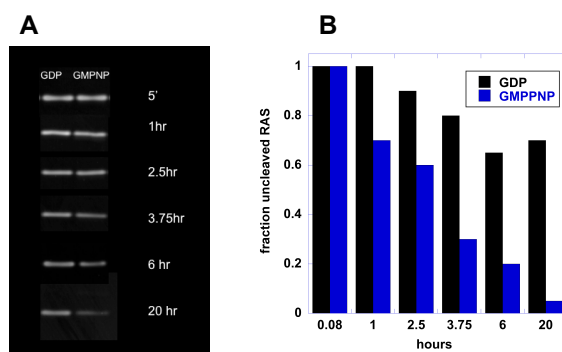 A
GDP GMPNP
5'
1hr
2.5hr
3.75hr
6 hr
20 hr
B
GDP
GMPPNP
fraction uncleaved RAS
1
0.8
0.6
0.4
0.2
0
0.08 1 2.5 3.75 6 20
hours